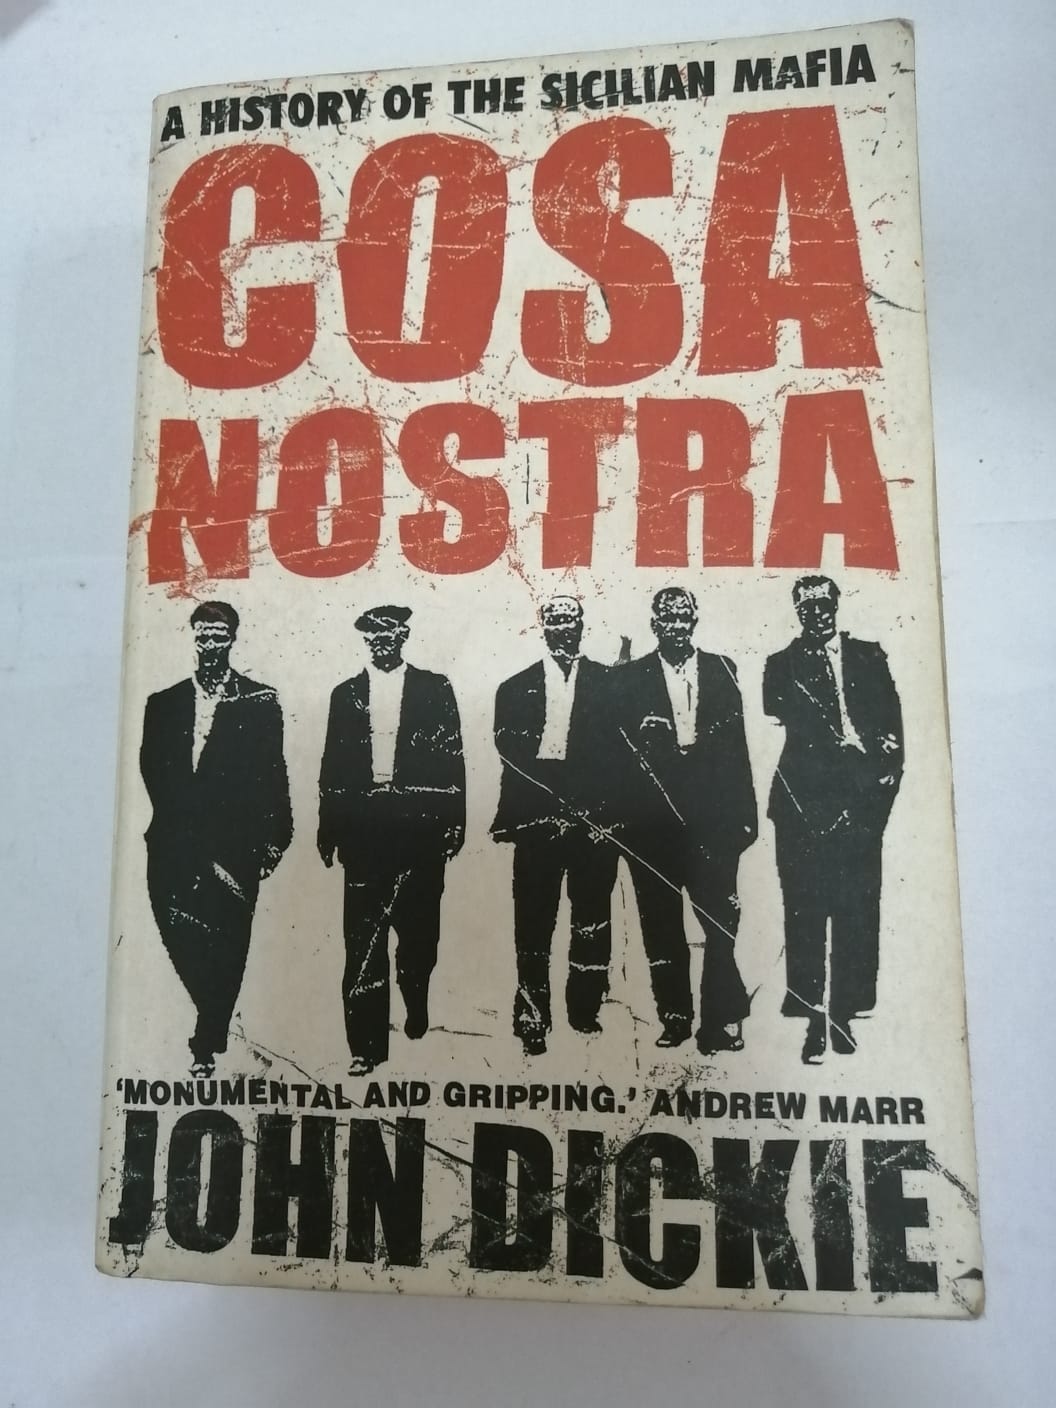 A HISTORY OF THE SICILIAN MAFIA
COSA
NOSTRA
‘MONUMENTAL AND GRIPPING.’ ANDREW MARR
JOHN DICKIE